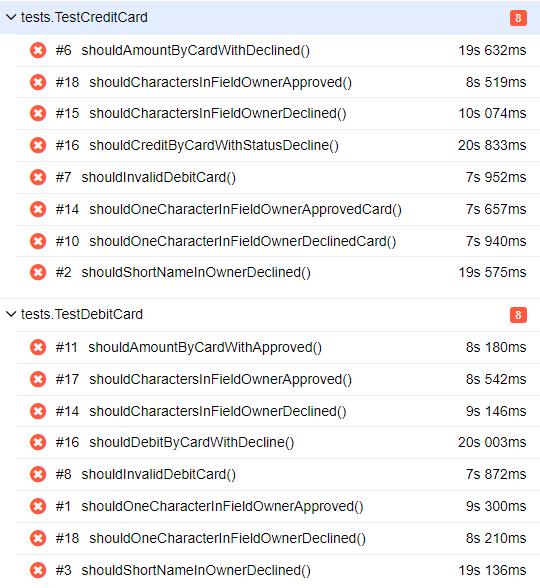 tests.TestCreditCard 8
#6 shouldAmountByCardWithDeclined() 19s 632ms
#18 shouldCharactersInFieldOwnerApproved() 8s 519ms
#15 shouldCharactersInFieldOwnerDeclined() 10s 074ms
#16 shouldCreditByCardWithStatusDecline() 20s 833ms
#7 shouldInvalidDebitCard() 7s 952ms
#14 shouldOneCharacterInFieldOwnerApprovedCard() 7s 657ms
#10 shouldOneCharacterInFieldOwnerDeclinedCard() 7s 940ms
#2 shouldShortNameInOwnerDeclined() 19s 575ms
tests.TestDebitCard 8
#11 shouldAmountByCardWithApproved() 8s 180ms
#17 shouldCharactersInFieldOwnerApproved() 8s 542ms
#14 shouldCharactersInFieldOwnerDeclined() 9s 146ms
#16 shouldDebitByCardWithDecline() 20s 003ms
#8 shouldInvalidDebitCard() 7s 872ms
#1 shouldOneCharacterInFieldOwnerApproved() 9s 300ms
#18 shouldOneCharacterInFieldOwnerDeclined() 8s 210ms
#3 shouldShortNameInOwnerDeclined() 19s 136ms